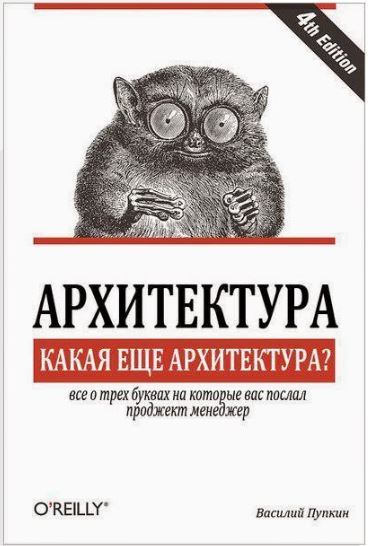 4th Edition
АРХИТЕКТУРА
КАКАЯ ЕЩЕ АРХИТЕКТУРА?
все о трех буквах на которые вас послал
проджект менеджер
O'REILLY®
Василий Пупкин